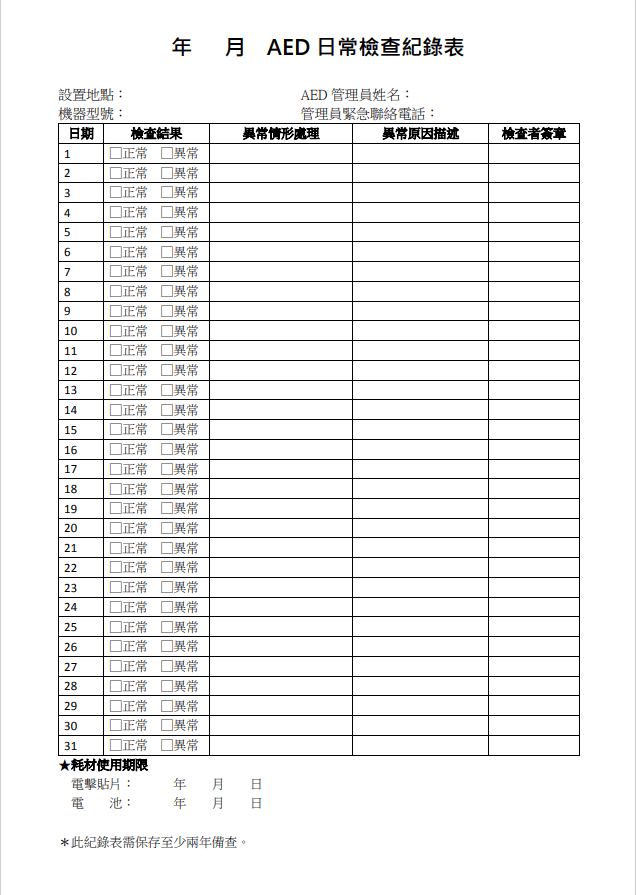 年　月　AED 日常檢查紀錄表
設置地點：　AED 管理員姓名：
機器型號：　管理員緊急聯絡電話：
日期　檢查結果　異常情形處理　異常原因描述　檢查者簽章
1　□正常　□異常
2　□正常　□異常
3　□正常　□異常
4　□正常　□異常
5　□正常　□異常
6　□正常　□異常
7　□正常　□異常
8　□正常　□異常
9　□正常　□異常
10　□正常　□異常
11　□正常　□異常
12　□正常　□異常
13　□正常　□異常
14　□正常　□異常
15　□正常　□異常
16　□正常　□異常
17　□正常　□異常
18　□正常　□異常
19　□正常　□異常
20　□正常　□異常
21　□正常　□異常
22　□正常　□異常
23　□正常　□異常
24　□正常　□異常
25　□正常　□異常
26　□正常　□異常
27　□正常　□異常
28　□正常　□異常
29　□正常　□異常
30　□正常　□異常
31　□正常　□異常
★耗材使用期限
電擊貼片：　年　月　日
電　池：　年　月　日
＊此紀錄表需保存至少兩年備查。